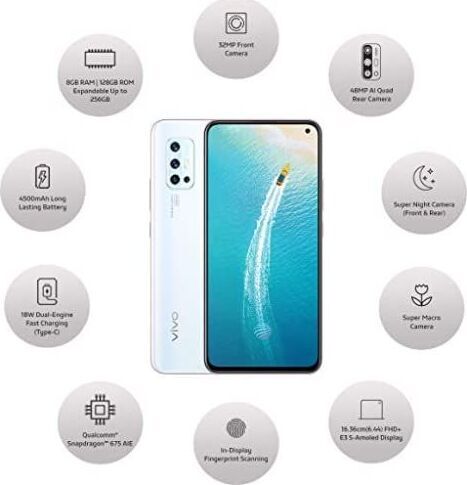 32MP Front
Camera
8GB RAM | 128GB ROM
Expandable Up to
256GB
48MP AI Quad
Rear Camera
4500mAh Long
Lasting Battery
Super Night Camera
(Front & Rear)
18W Dual-Engine
Fast Charging
(Type-C)
Super Macro
Camera
vivo
Qualcomm®
Snapdragon™ 675 AIE
In-Display
Fingerprint Scanning
16.36cm(6.44) FHD+
E3 S-Amoled Display